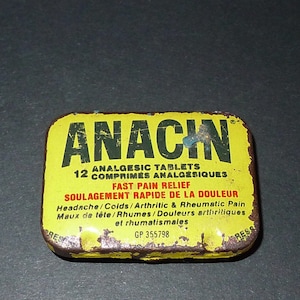 ANACIN
12 ANALGESIC TABLETS
COMPRIMÉS ANALGÉSIQUES
FAST PAIN RELIEF
SOULAGEMENT RAPIDE DE LA DOULEUR
Headache/Colds/Arthritic & Rheumatic Pain
Maux de tête/Rhumes/Douleurs arthritiques
et rhumatismales
GP 355798